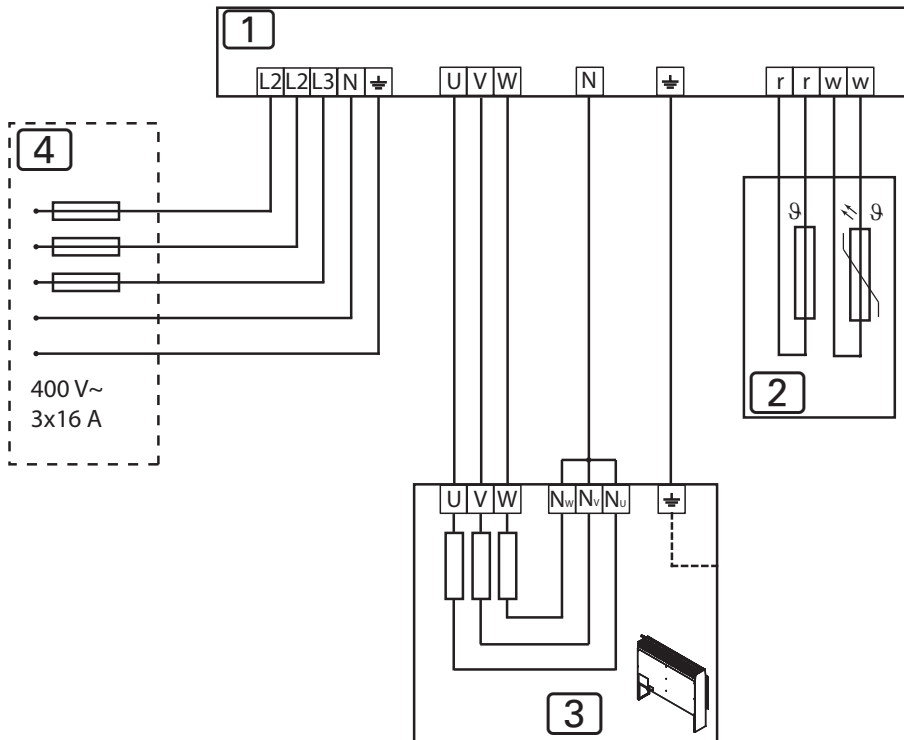 1
L2 L2 L3 N U V W N r r w w
4
ϑ ϑ
2
400 V~
3x16 A
U V W Nw Nv Nu
3